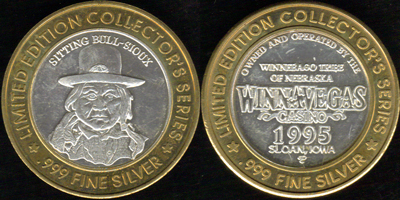 LIMITED EDITION COLLECTOR'S SERIES
SITTING BULL-SIOUX
.999 FINE SILVER
LIMITED EDITION COLLECTOR'S SERIES
OWNED AND OPERATED BY THE
WINNEBAGO TRIBE
OF NEBRASKA
WINNAVEGAS
CASINO
1995
SLOAN, IOWA
.999 FINE SILVER